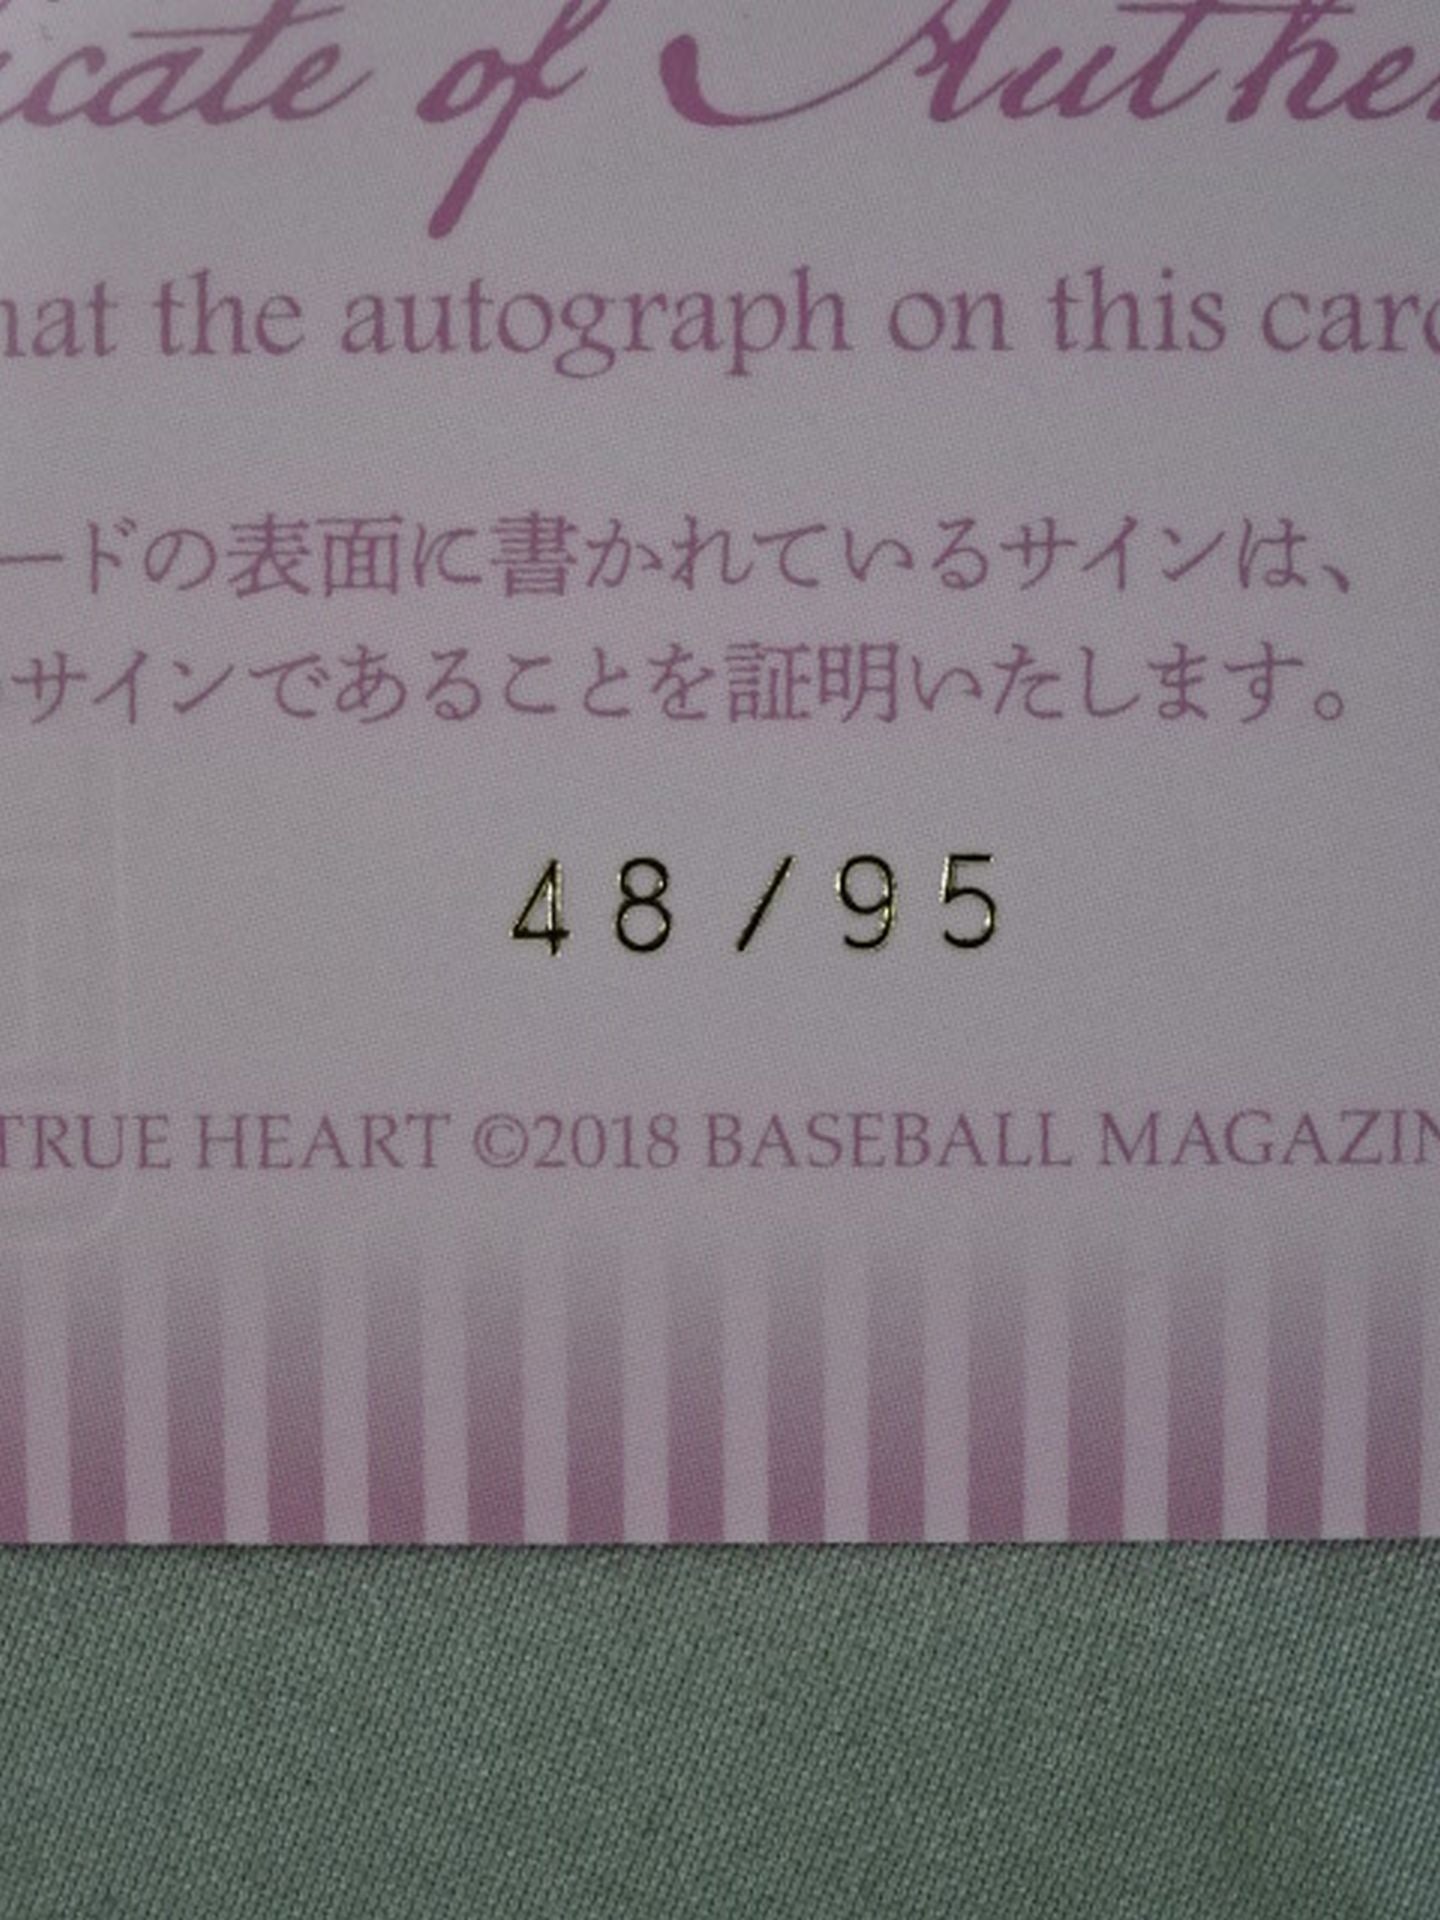 icate of Authen
hat the autograph on this card
ードの表面に書かれているサインは、
サインであることを証明いたします。
48/95
TRUE HEART ©2018 BASEBALL MAGAZIN